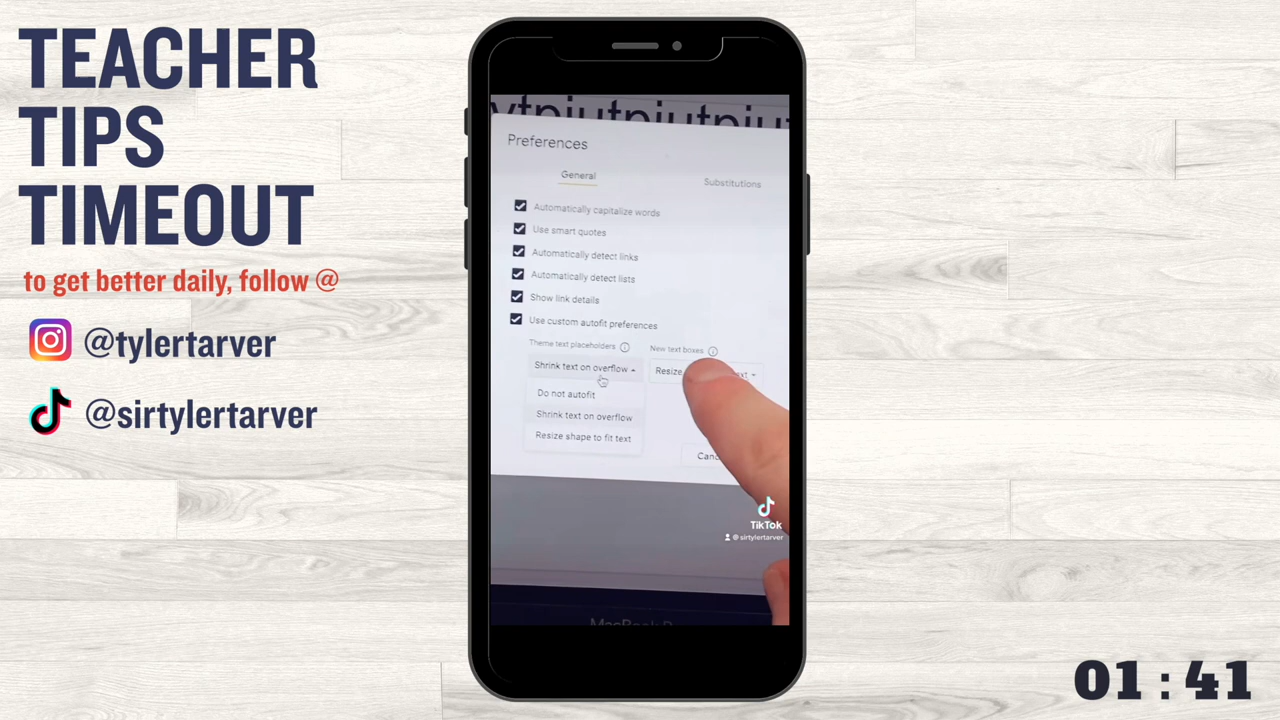 TEACHER
TIPS
TIMEOUT
to get better daily, follow @
@tylertarver
@sirtylertarver
Preferences
General
Substitutions
Automatically capitalize words
Use smart quotes
Automatically detect links
Automatically detect lists
Show link details
Use custom autofit preferences
Theme text placeholders
New text boxes
Shrink text on overflow
Resize
text
Do not autofit
Shrink text on overflow
Resize shape to fit text
TikTok
@sirtylertarver
01:41